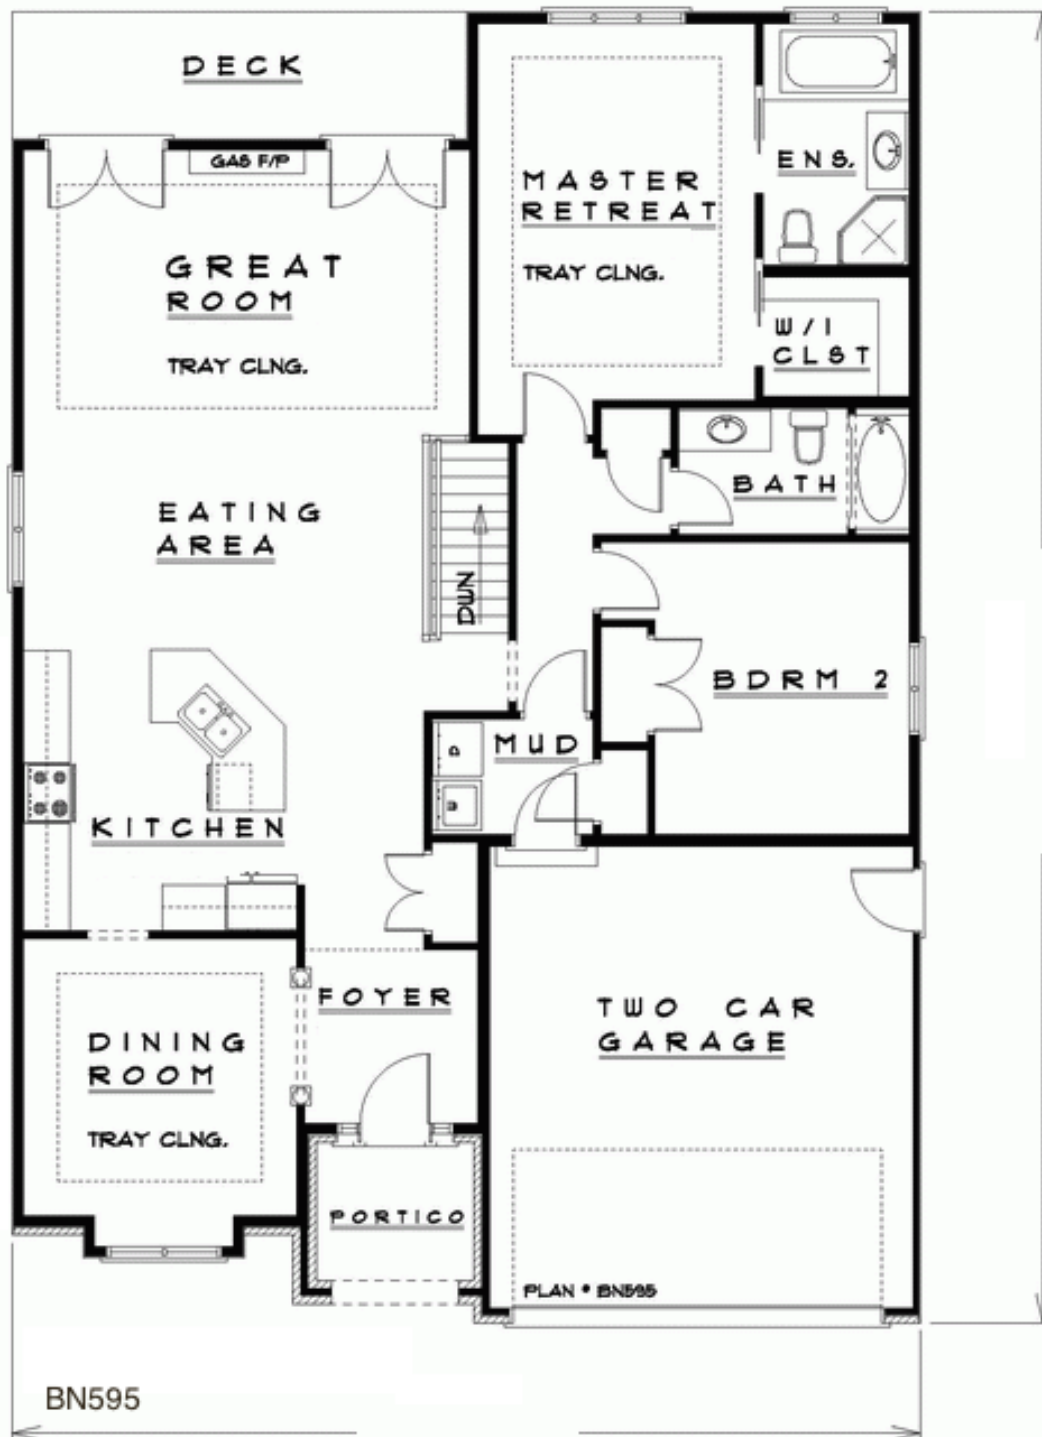 DECK
GAS F/P
GREAT
ROOM
TRAY CLNG.
MASTER
RETREAT
TRAY CLNG.
ENS.
W/I
CLST
BATH
EATING
AREA
DWN
BDRM 2
MUD
D
W
KITCHEN
FOYER
DINING
ROOM
TRAY CLNG.
TWO CAR
GARAGE
PORTICO
PLAN # BN595
BN595